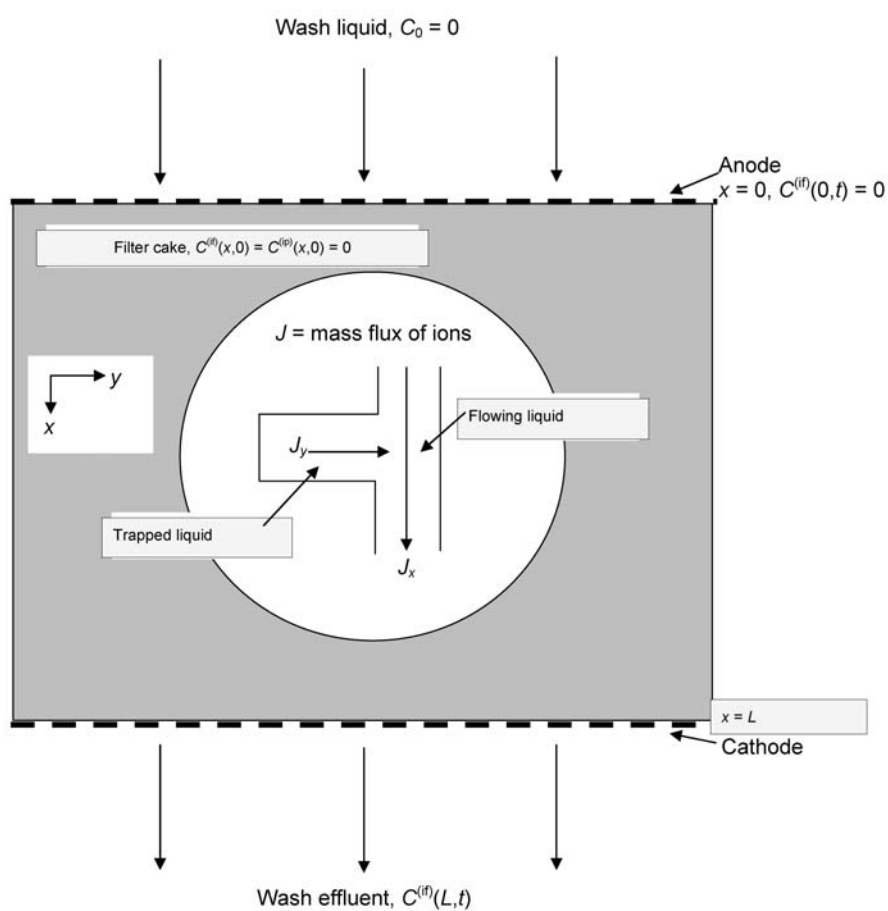 Wash liquid, C₀ = 0
Anode
x = 0, C⁽ⁱᶠ⁾(0,t) = 0
Filter cake, C⁽ⁱᶠ⁾(x,0) = C⁽ⁱᵖ⁾(x,0) = 0
J = mass flux of ions
y
x
Flowing liquid
Jy
Trapped liquid
Jx
x = L
Cathode
Wash effluent, C⁽ⁱᶠ⁾(L,t)